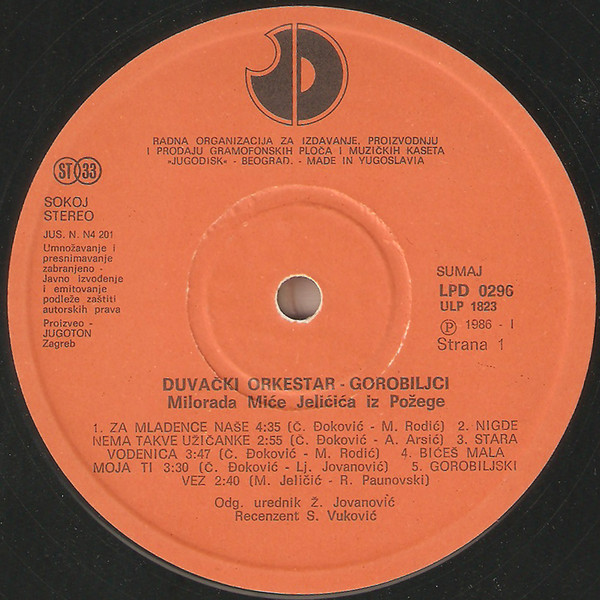 RADNA ORGANIZACIJA ZA IZDAVANJE, PROIZVODNJU
I PRODAJU GRAMOFONSKIH PLOČA I MUZIČKIH KASETA
»JUGODISK« - BEOGRAD. - MADE IN YUGOSLAVIA
ST 33
SOKOJ
STEREO
JUS. N. N4 201
Umnožavanje i
presnimavanje
zabranjeno -
Javno izvođenje
i emitovanje
podleže zaštiti
autorskih prava
Proizveo -
JUGOTON
Zagreb
SUMAJ
LPD 0296
ULP 1823
Ⓟ 1986 - I
Strana 1
DUVAČKI ORKESTAR - GOROBILJCI
Milorada Miće Jeličića iz Požege
1. ZA MLADENCE NAŠE 4:35 (Č. Đoković - M. Rodić) 2. NIGDE
NEMA TAKVE UŽIČANKE 2:55 (Č. Đoković - A. Arsić) 3. STARA
VODENICA 3:47 (Č. Đoković - M. Rodić) 4. BIĆEŠ MALA
MOJA TI 3:30 (Č. Đoković - Lj. Jovanović) 5. GOROBILJSKI
VEZ 2:40 (M. Jeličić - R. Paunovski)
Odg. urednik Ž. Jovanović
Recenzent S. Vuković